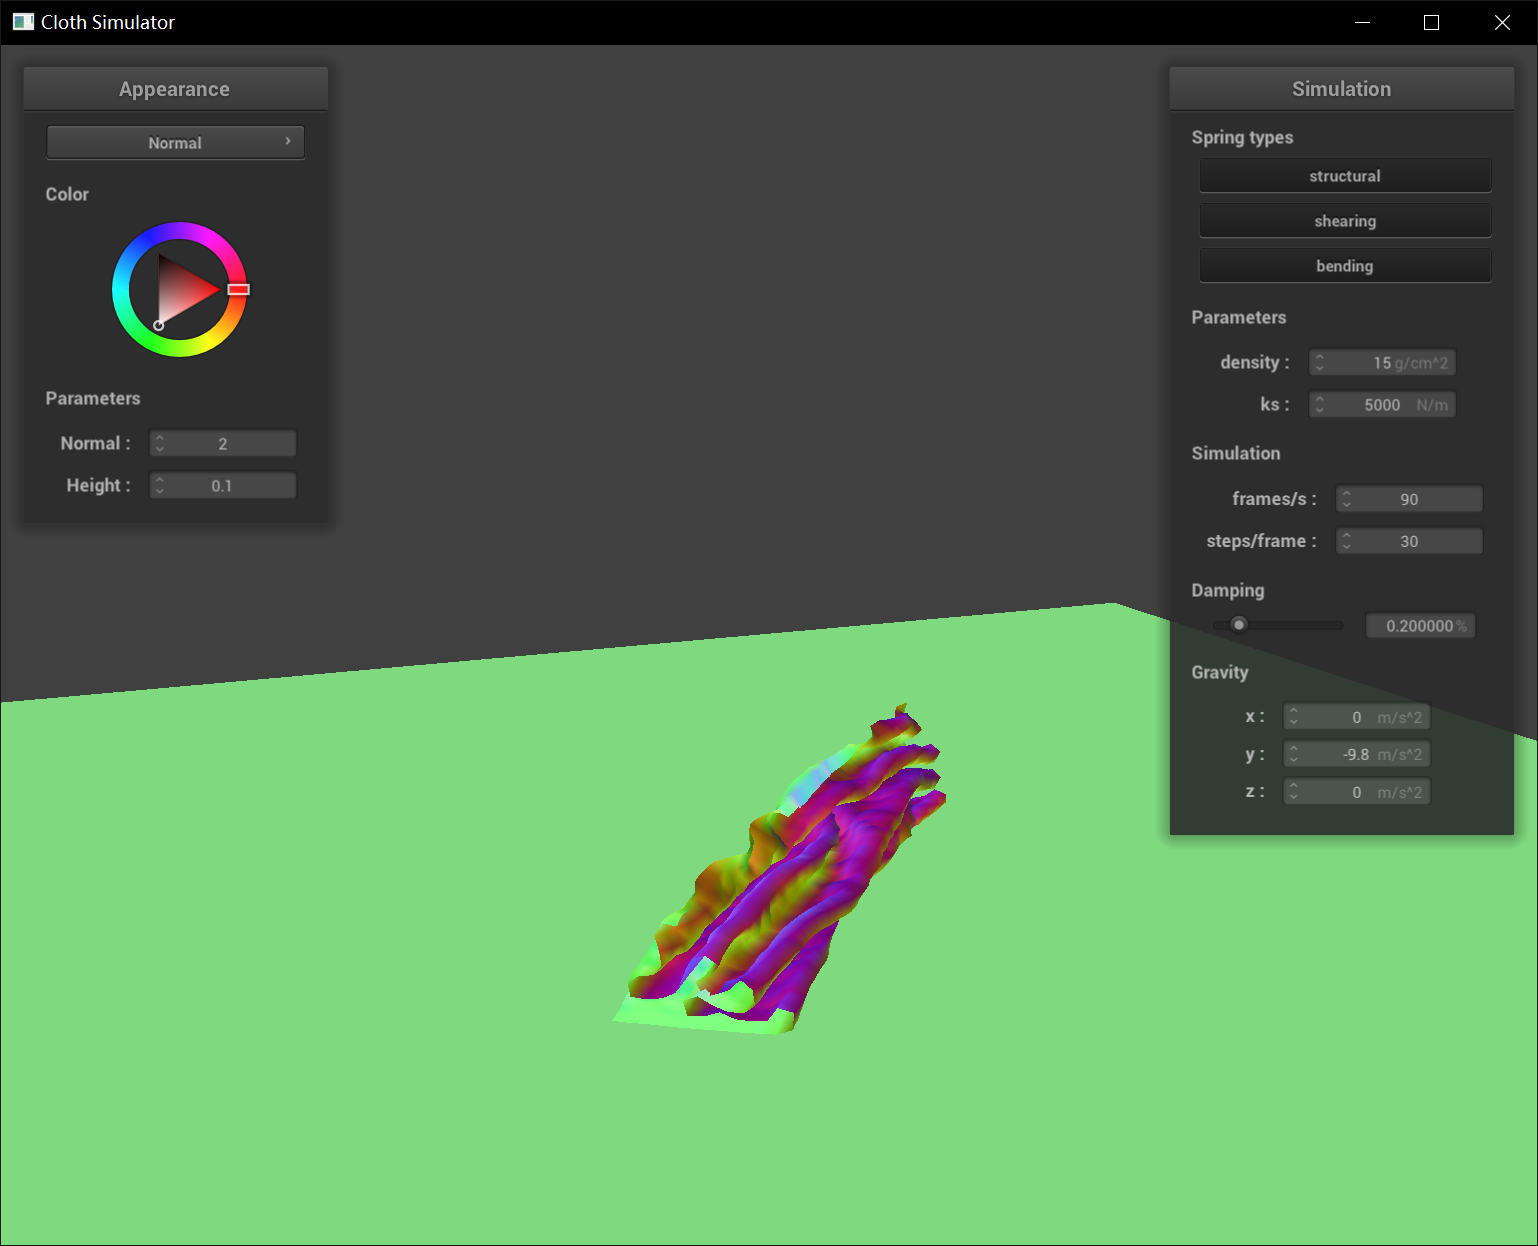 Cloth Simulator
Appearance
Normal
Color
Parameters
Normal : 2
Height : 0.1
Simulation
Spring types
structural
shearing
bending
Parameters
density : 15 g/cm^2
ks : 5000 N/m
Simulation
frames/s : 90
steps/frame : 30
Damping
0.200000 %
Gravity
x : 0 m/s^2
y : -9.8 m/s^2
z : 0 m/s^2